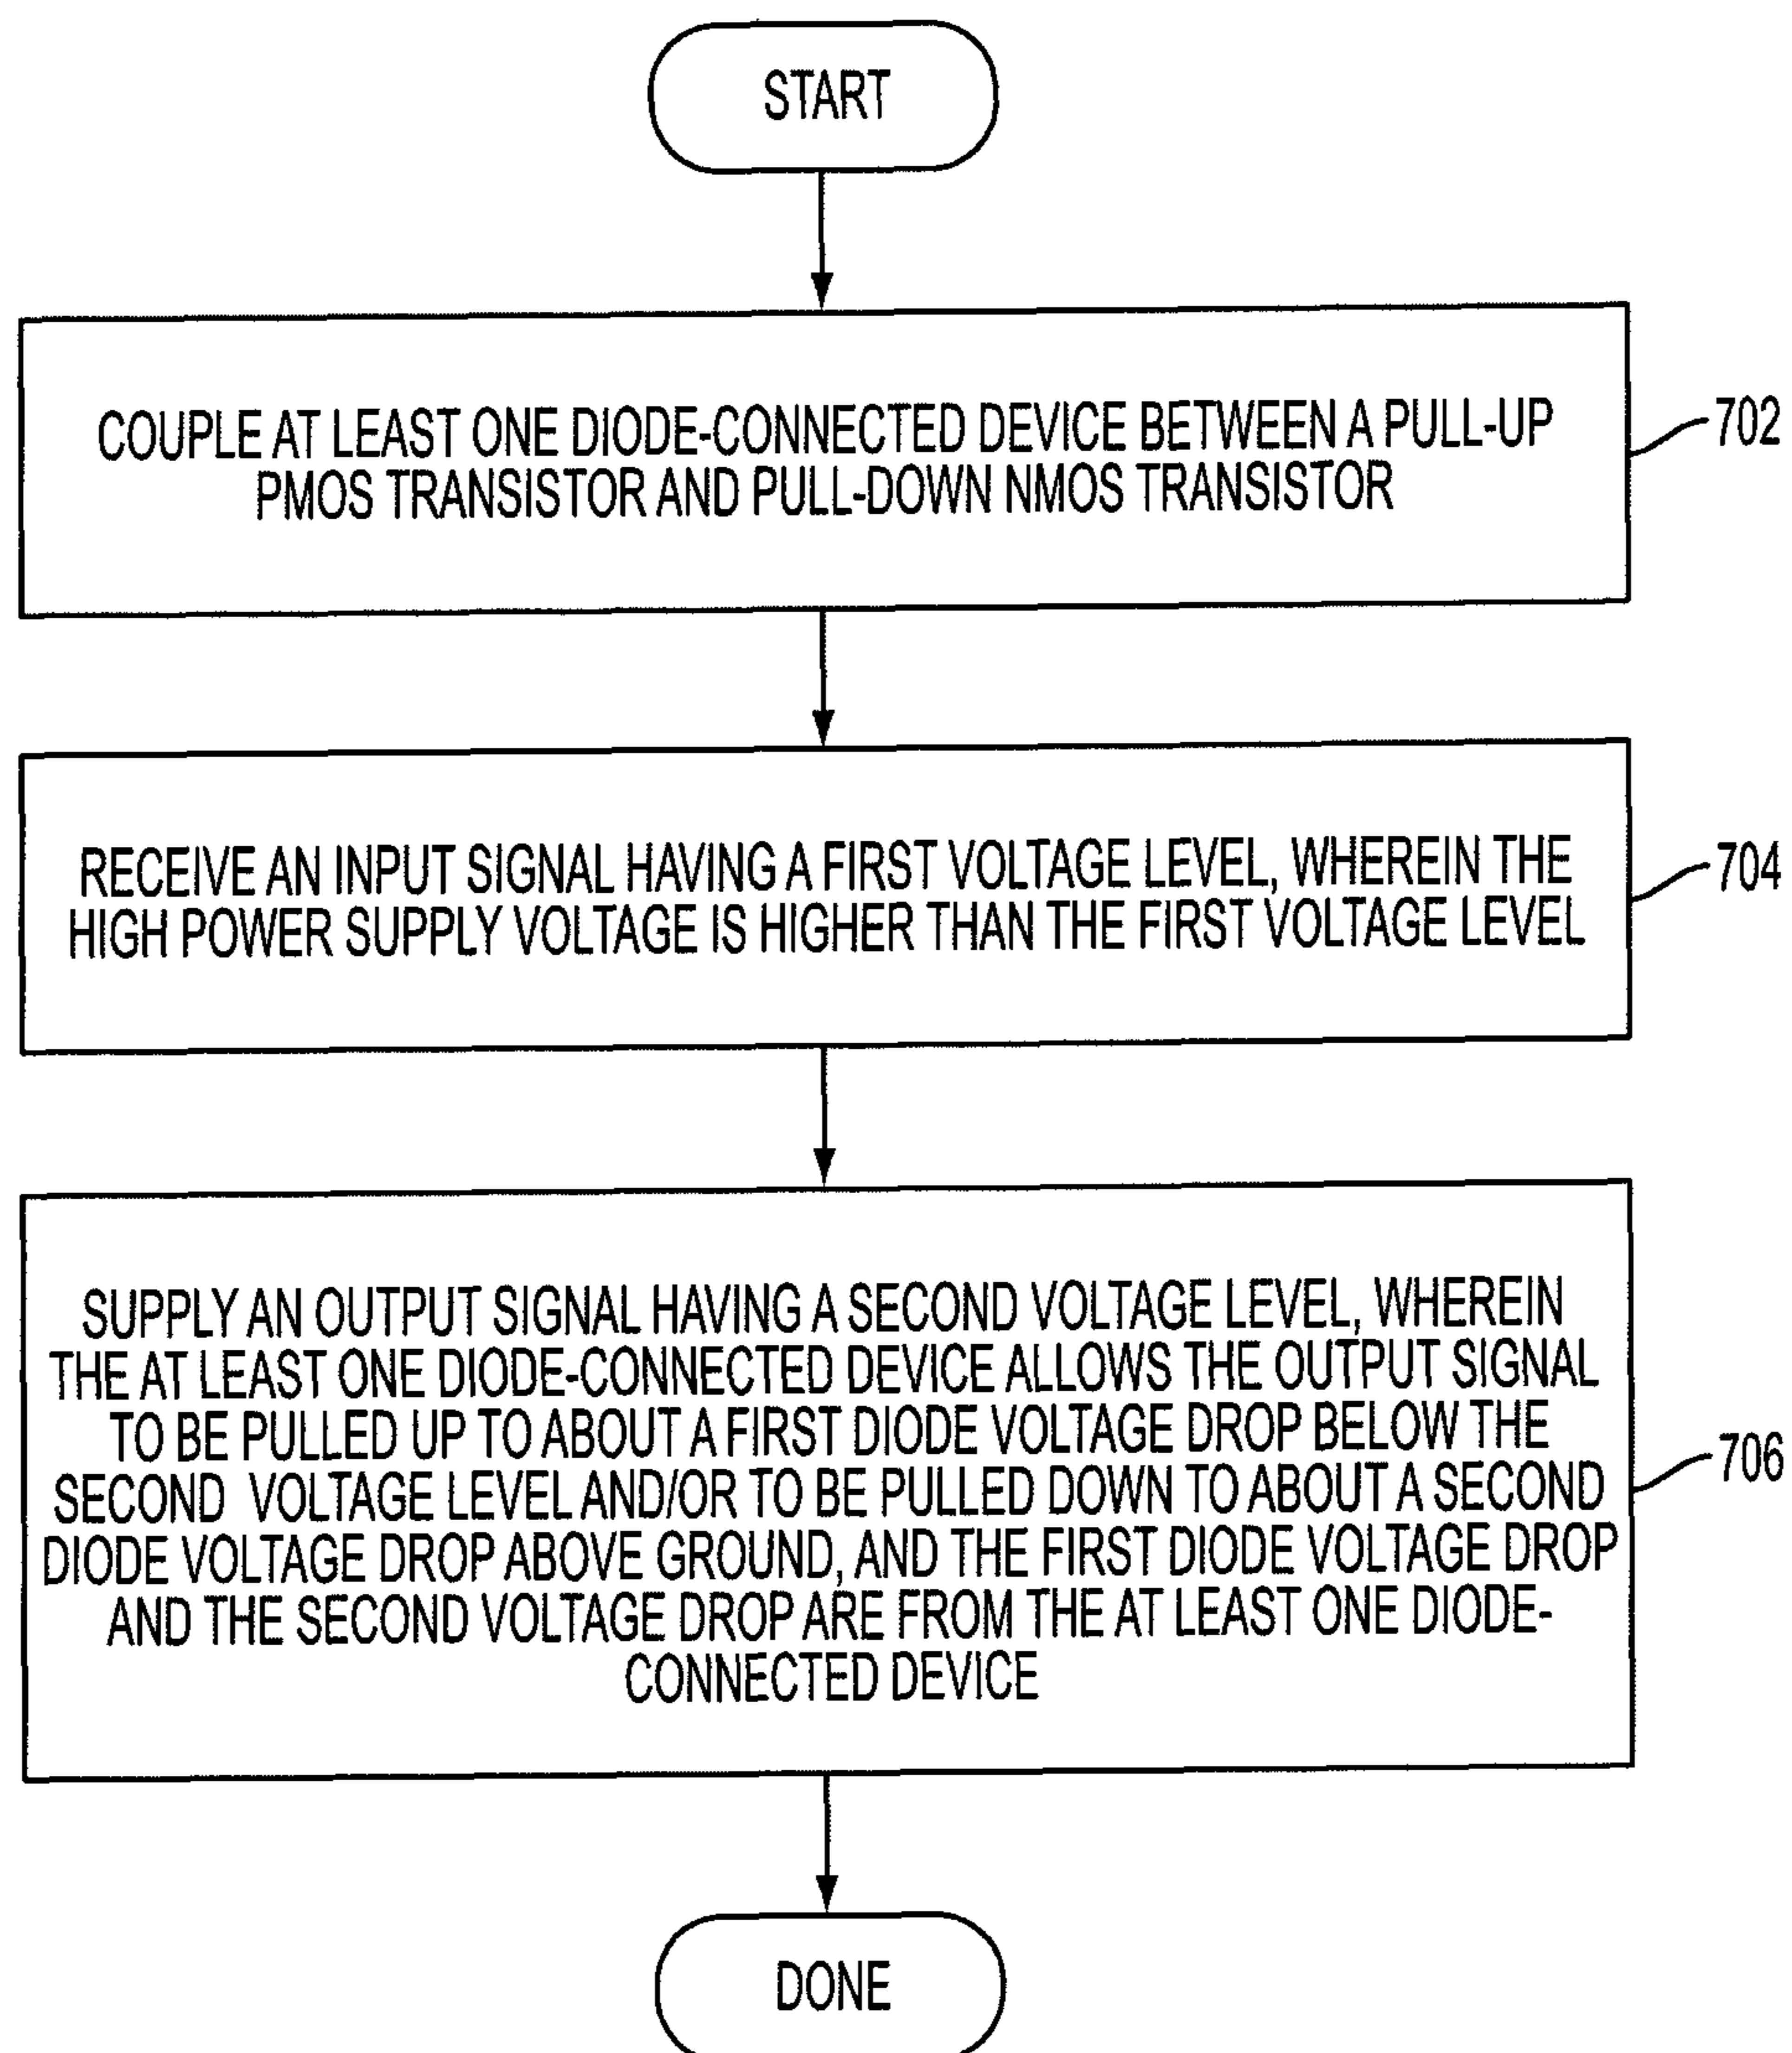 START
COUPLE AT LEAST ONE DIODE-CONNECTED DEVICE BETWEEN A PULL-UP
PMOS TRANSISTOR AND PULL-DOWN NMOS TRANSISTOR
702
RECEIVE AN INPUT SIGNAL HAVING A FIRST VOLTAGE LEVEL, WHEREIN THE
HIGH POWER SUPPLY VOLTAGE IS HIGHER THAN THE FIRST VOLTAGE LEVEL
704
SUPPLY AN OUTPUT SIGNAL HAVING A SECOND VOLTAGE LEVEL, WHEREIN
THE AT LEAST ONE DIODE-CONNECTED DEVICE ALLOWS THE OUTPUT SIGNAL
TO BE PULLED UP TO ABOUT A FIRST DIODE VOLTAGE DROP BELOW THE
SECOND VOLTAGE LEVEL AND/OR TO BE PULLED DOWN TO ABOUT A SECOND
DIODE VOLTAGE DROP ABOVE GROUND, AND THE FIRST DIODE VOLTAGE DROP
AND THE SECOND VOLTAGE DROP ARE FROM THE AT LEAST ONE DIODE-
CONNECTED DEVICE
706
DONE